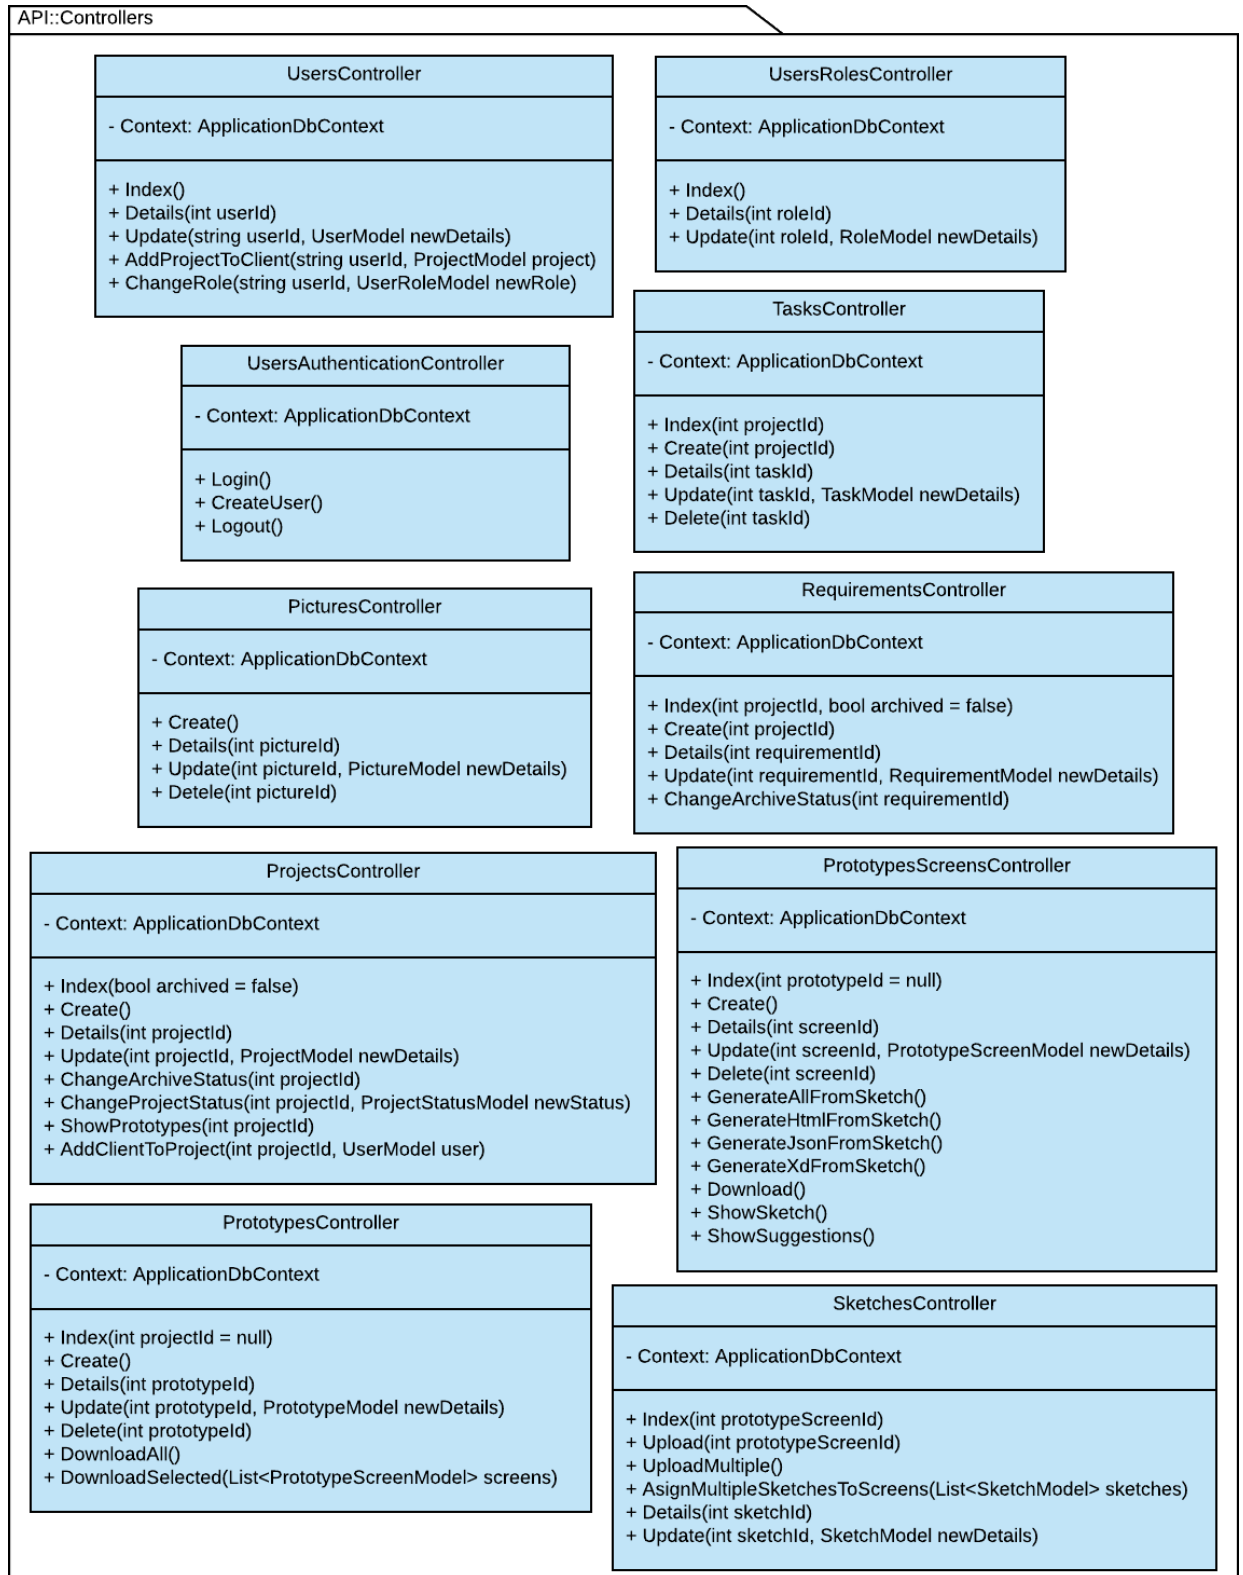 API::Controllers
UsersController
- Context: ApplicationDbContext
+ Index()
+ Details(int userId)
+ Update(string userId, UserModel newDetails)
+ AddProjectToClient(string userId, ProjectModel project)
+ ChangeRole(string userId, UserRoleModel newRole)
UsersRolesController
- Context: ApplicationDbContext
+ Index()
+ Details(int roleId)
+ Update(int roleId, RoleModel newDetails)
TasksController
- Context: ApplicationDbContext
+ Index(int projectId)
+ Create(int projectId)
+ Details(int taskId)
+ Update(int taskId, TaskModel newDetails)
+ Delete(int taskId)
UsersAuthenticationController
- Context: ApplicationDbContext
+ Login()
+ CreateUser()
+ Logout()
PicturesController
- Context: ApplicationDbContext
+ Create()
+ Details(int pictureId)
+ Update(int pictureId, PictureModel newDetails)
+ Detele(int pictureId)
RequirementsController
- Context: ApplicationDbContext
+ Index(int projectId, bool archived = false)
+ Create(int projectId)
+ Details(int requirementId)
+ Update(int requirementId, RequirementModel newDetails)
+ ChangeArchiveStatus(int requirementId)
ProjectsController
- Context: ApplicationDbContext
+ Index(bool archived = false)
+ Create()
+ Details(int projectId)
+ Update(int projectId, ProjectModel newDetails)
+ ChangeArchiveStatus(int projectId)
+ ChangeProjectStatus(int projectId, ProjectStatusModel newStatus)
+ ShowPrototypes(int projectId)
+ AddClientToProject(int projectId, UserModel user)
PrototypesScreensController
- Context: ApplicationDbContext
+ Index(int prototypeId = null)
+ Create()
+ Details(int screenId)
+ Update(int screenId, PrototypeScreenModel newDetails)
+ Delete(int screenId)
+ GenerateAllFromSketch()
+ GenerateHtmlFromSketch()
+ GenerateJsonFromSketch()
+ GenerateXdFromSketch()
+ Download()
+ ShowSketch()
+ ShowSuggestions()
PrototypesController
- Context: ApplicationDbContext
+ Index(int projectId = null)
+ Create()
+ Details(int prototypeId)
+ Update(int prototypeId, PrototypeModel newDetails)
+ Delete(int prototypeId)
+ DownloadAll()
+ DownloadSelected(List<PrototypeScreenModel> screens)
SketchesController
- Context: ApplicationDbContext
+ Index(int prototypeScreenId)
+ Upload(int prototypeScreenId)
+ UploadMultiple()
+ AsignMultipleSketchesToScreens(List<SketchModel> sketches)
+ Details(int sketchId)
+ Update(int sketchId, SketchModel newDetails)